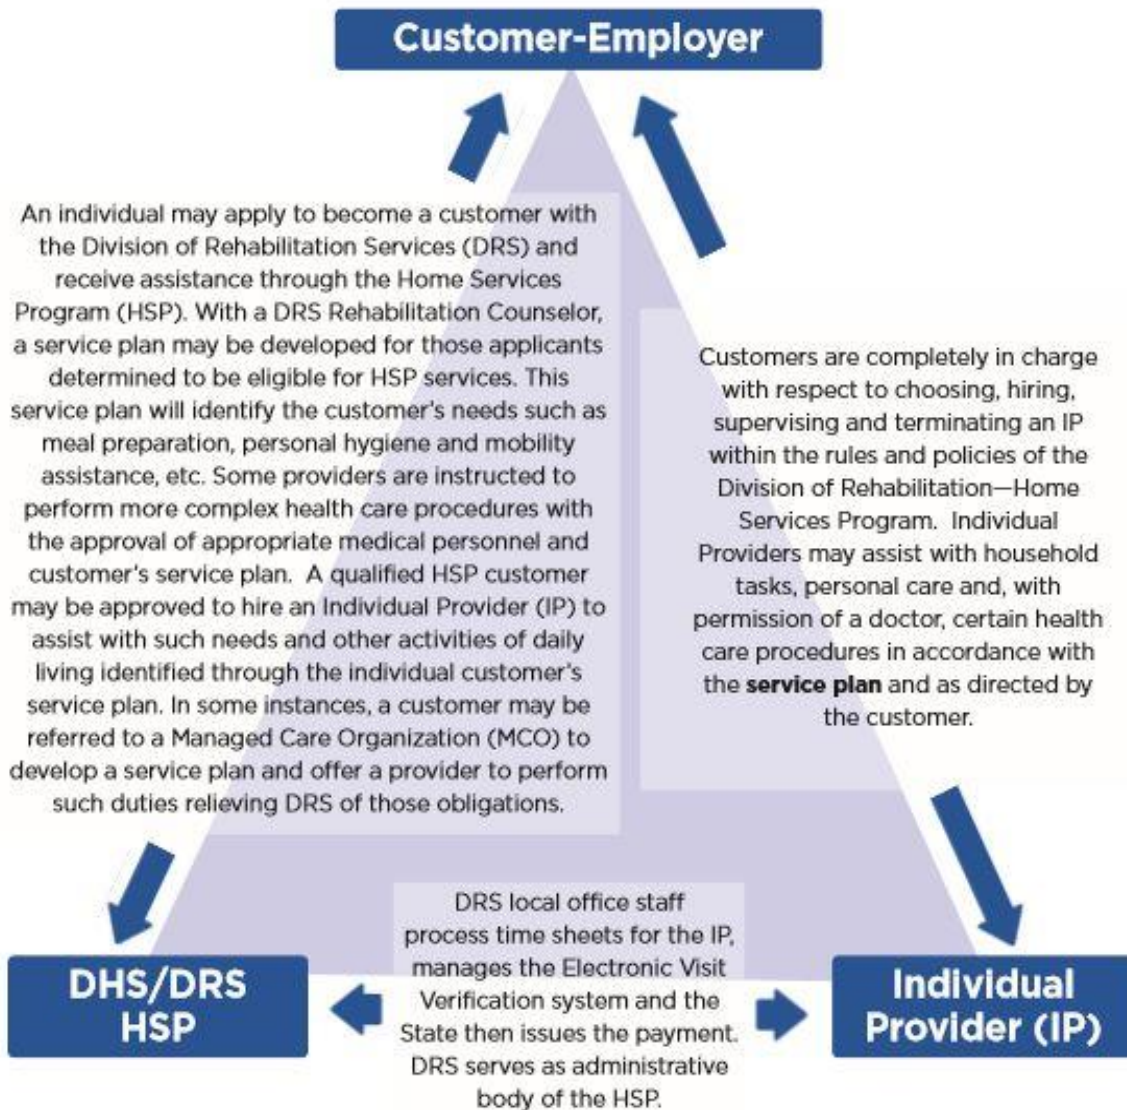 Customer-Employer
An individual may apply to become a customer with
the Division of Rehabilitation Services (DRS) and
receive assistance through the Home Services
Program (HSP). With a DRS Rehabilitation Counselor,
a service plan may be developed for those applicants
determined to be eligible for HSP services. This
service plan will identify the customer's needs such as
meal preparation, personal hygiene and mobility
assistance, etc. Some providers are instructed to
perform more complex health care procedures with
the approval of appropriate medical personnel and
customer's service plan.  A qualified HSP customer
may be approved to hire an Individual Provider (IP) to
assist with such needs and other activities of daily
living identified through the individual customer's
service plan. In some instances, a customer may be
referred to a Managed Care Organization (MCO) to
develop a service plan and offer a provider to perform
such duties relieving DRS of those obligations.
Customers are completely in charge
with respect to choosing, hiring,
supervising and terminating an IP
within the rules and policies of the
Division of Rehabilitation—Home
Services Program.  Individual
Providers may assist with household
tasks, personal care and, with
permission of a doctor, certain health
care procedures in accordance with
the service plan and as directed by
the customer.
DRS local office staff
process time sheets for the IP,
manages the Electronic Visit
Verification system and the
State then issues the payment.
DRS serves as administrative
body of the HSP.
DHS/DRS
HSP
Individual
Provider (IP)